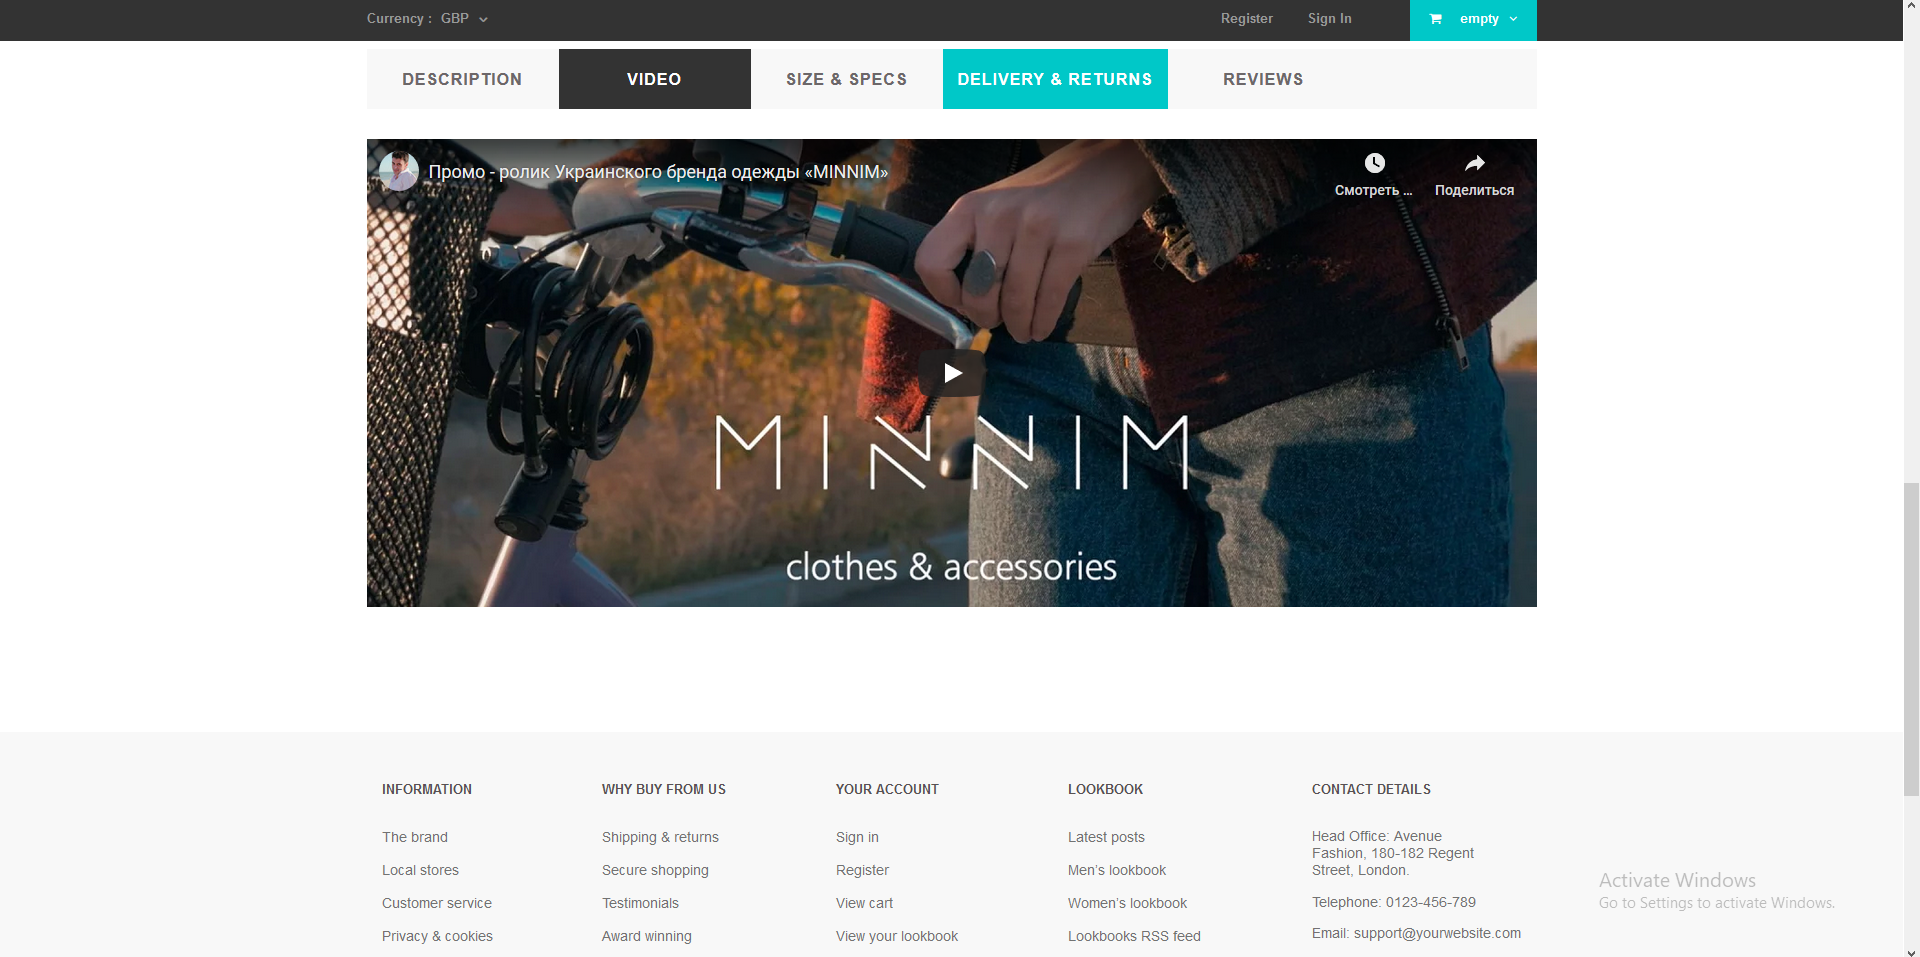 Currency : GBP
Register
Sign In
empty
DESCRIPTION
VIDEO
SIZE & SPECS
DELIVERY & RETURNS
REVIEWS
Промо - ролик Украинского бренда одежды «MINNIM»
Смотреть ...
Поделиться
MINNIM
clothes & accessories
INFORMATION
The brand
Local stores
Customer service
Privacy & cookies
WHY BUY FROM US
Shipping & returns
Secure shopping
Testimonials
Award winning
YOUR ACCOUNT
Sign in
Register
View cart
View your lookbook
LOOKBOOK
Latest posts
Men’s lookbook
Women’s lookbook
Lookbooks RSS feed
CONTACT DETAILS
Head Office: Avenue
Fashion, 180-182 Regent
Street, London.
Telephone: 0123-456-789
Email: support@yourwebsite.com
Activate Windows
Go to Settings to activate Windows.